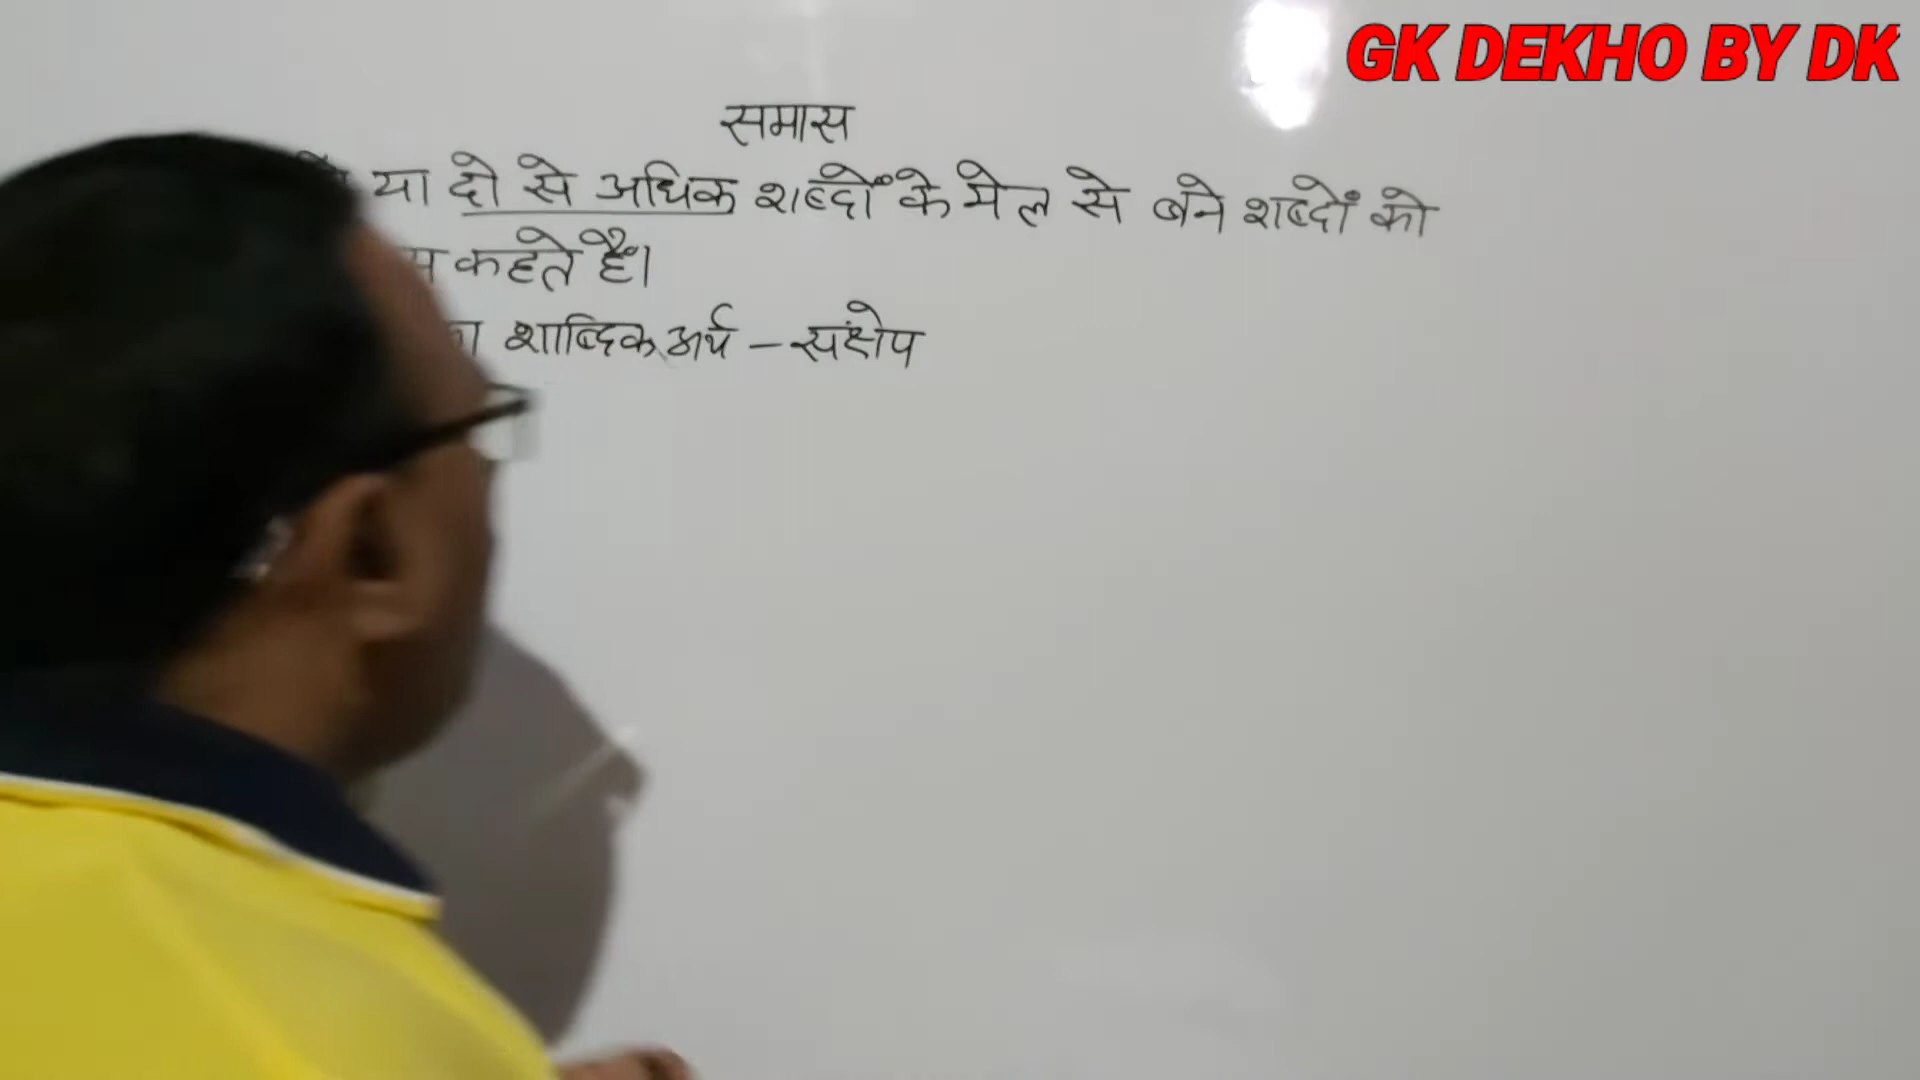 GK DEKHO BY DK
समास
या दो से अधिक शब्दों के मेल से बने शब्दों को
कहते हैं।
शाब्दिक अर्थ – संक्षेप